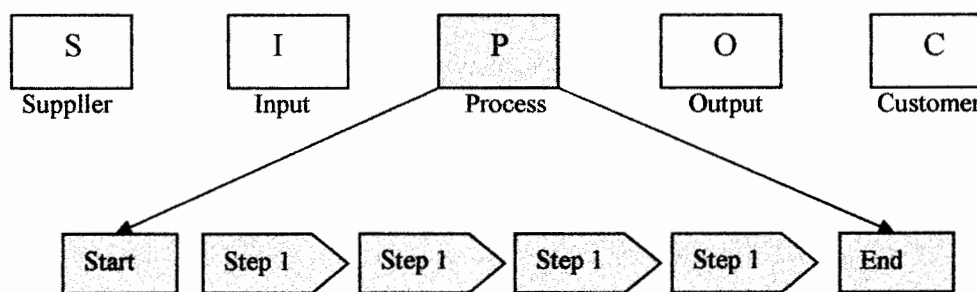 S I P O C
Suppller Input Process Output Customer
Start Step 1 Step 1 Step 1 Step 1 End